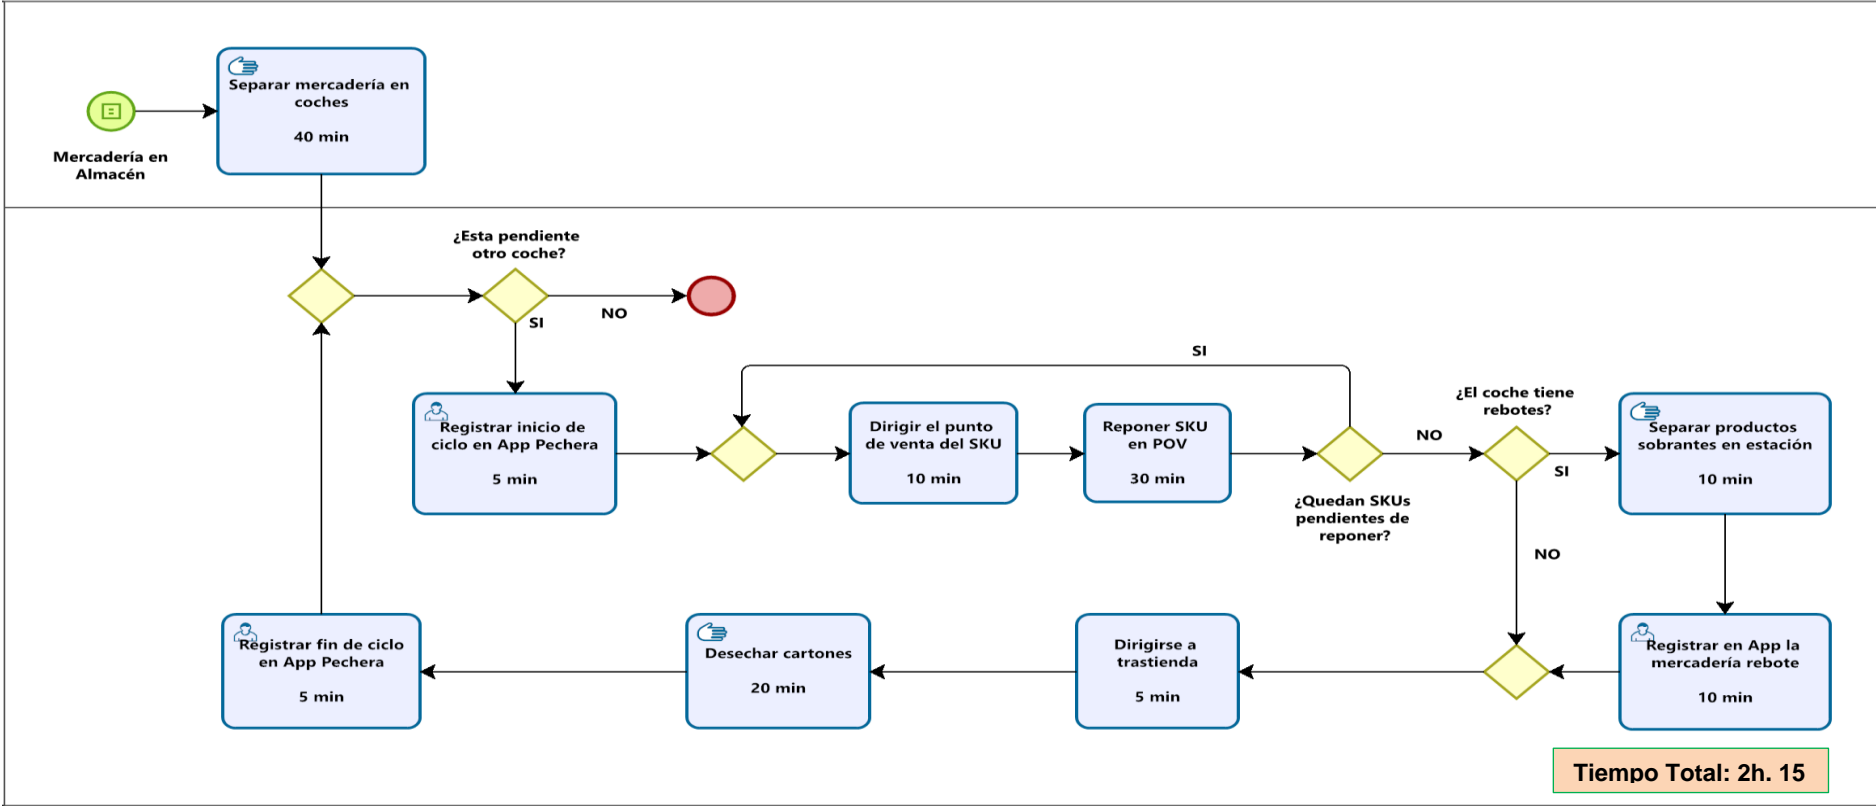 Separar mercadería en
coches
40 min
Mercadería en
Almacén
¿Esta pendiente
otro coche?
NO
SI
SI
Registrar inicio de
ciclo en App Pechera
5 min
Dirigir el punto
de venta del SKU
10 min
Reponer SKU
en POV
30 min
¿Quedan SKUs
pendientes de
reponer?
NO
¿El coche tiene
rebotes?
SI
NO
Separar productos
sobrantes en estación
10 min
Registrar en App la
mercadería rebote
10 min
Dirigirse a
trastienda
5 min
Desechar cartones
20 min
Registrar fin de ciclo
en App Pechera
5 min
Tiempo Total: 2h. 15